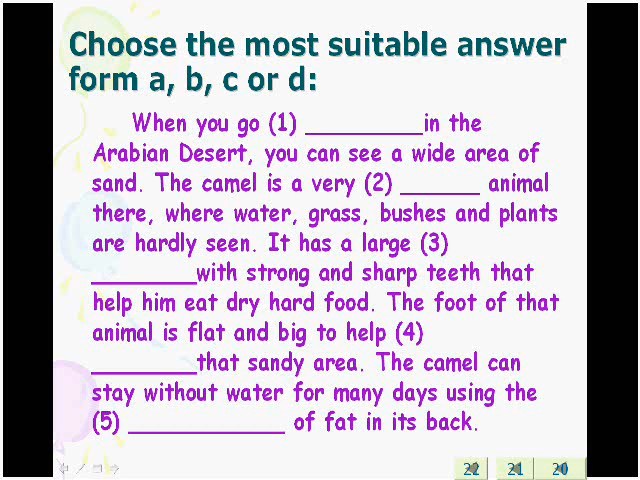 Choose the most suitable answer
form a, b, c or d:
When you go (1) _________in the
Arabian Desert, you can see a wide area of
sand. The camel is a very (2) ______ animal
there, where water, grass, bushes and plants
are hardly seen. It has a large (3)
________with strong and sharp teeth that
help him eat dry hard food. The foot of that
animal is flat and big to help (4)
________that sandy area. The camel can
stay without water for many days using the
(5) ____________ of fat in its back.
22 21 20